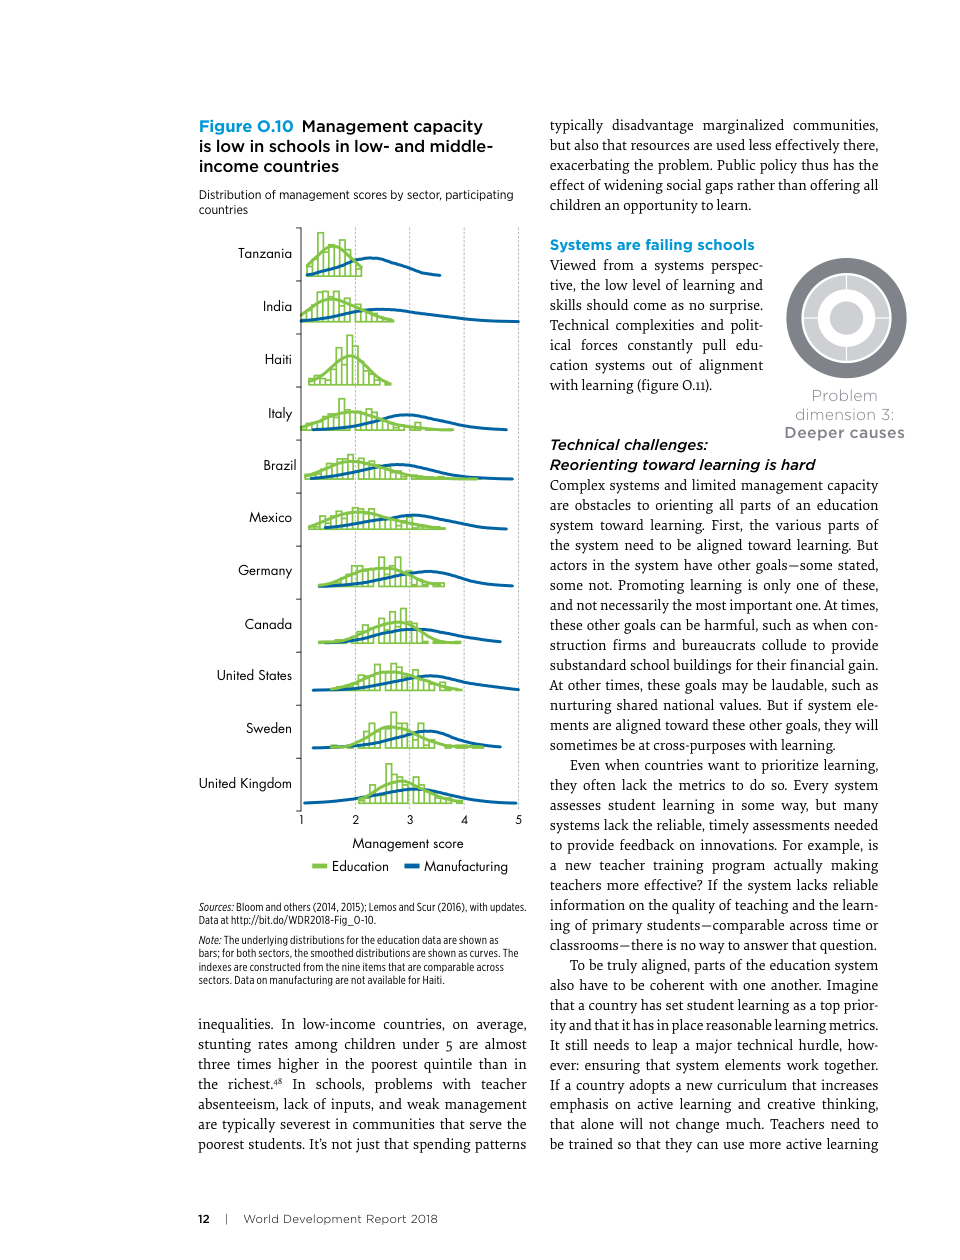 Figure O.10 Management capacity
is low in schools in low- and middle-
income countries
Distribution of management scores by sector, participating
countries
Tanzania
India
Haiti
Italy
Brazil
Mexico
Germany
Canada
United States
Sweden
United Kingdom
1 2 3 4 5
Management score
Education Manufacturing
Sources: Bloom and others (2014, 2015); Lemos and Scur (2016), with updates.
Data at http://bit.do/WDR2018-Fig_O-10.
Note: The underlying distributions for the education data are shown as
bars; for both sectors, the smoothed distributions are shown as curves. The
indexes are constructed from the nine items that are comparable across
sectors. Data on manufacturing are not available for Haiti.
inequalities. In low-income countries, on average,
stunting rates among children under 5 are almost
three times higher in the poorest quintile than in
the richest.48 In schools, problems with teacher
absenteeism, lack of inputs, and weak management
are typically severest in communities that serve the
poorest students. It's not just that spending patterns
typically disadvantage marginalized communities,
but also that resources are used less effectively there,
exacerbating the problem. Public policy thus has the
effect of widening social gaps rather than offering all
children an opportunity to learn.
Systems are failing schools
Viewed from a systems perspec-
tive, the low level of learning and
skills should come as no surprise.
Technical complexities and polit-
ical forces constantly pull edu-
cation systems out of alignment
with learning (figure O.11).
Problem
dimension 3:
Deeper causes
Technical challenges:
Reorienting toward learning is hard
Complex systems and limited management capacity
are obstacles to orienting all parts of an education
system toward learning. First, the various parts of
the system need to be aligned toward learning. But
actors in the system have other goals—some stated,
some not. Promoting learning is only one of these,
and not necessarily the most important one. At times,
these other goals can be harmful, such as when con-
struction firms and bureaucrats collude to provide
substandard school buildings for their financial gain.
At other times, these goals may be laudable, such as
nurturing shared national values. But if system ele-
ments are aligned toward these other goals, they will
sometimes be at cross-purposes with learning.
Even when countries want to prioritize learning,
they often lack the metrics to do so. Every system
assesses student learning in some way, but many
systems lack the reliable, timely assessments needed
to provide feedback on innovations. For example, is
a new teacher training program actually making
teachers more effective? If the system lacks reliable
information on the quality of teaching and the learn-
ing of primary students—comparable across time or
classrooms—there is no way to answer that question.
To be truly aligned, parts of the education system
also have to be coherent with one another. Imagine
that a country has set student learning as a top prior-
ity and that it has in place reasonable learning metrics.
It still needs to leap a major technical hurdle, how-
ever: ensuring that system elements work together.
If a country adopts a new curriculum that increases
emphasis on active learning and creative thinking,
that alone will not change much. Teachers need to
be trained so that they can use more active learning
12 | World Development Report 2018